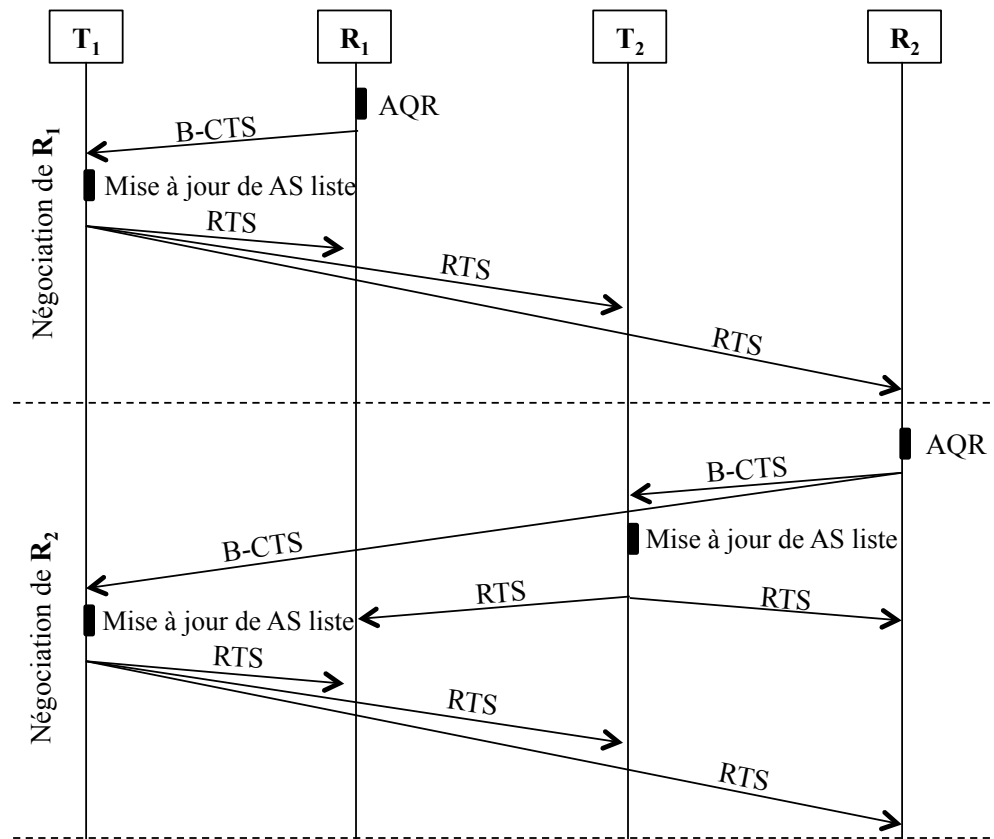 T₁
R₁
T₂
R₂
Négociation de R₁
AQR
B-CTS
Mise à jour de AS liste
RTS
RTS
RTS
Négociation de R₂
AQR
B-CTS
Mise à jour de AS liste
B-CTS
RTS
RTS
Mise à jour de AS liste
RTS
RTS
RTS